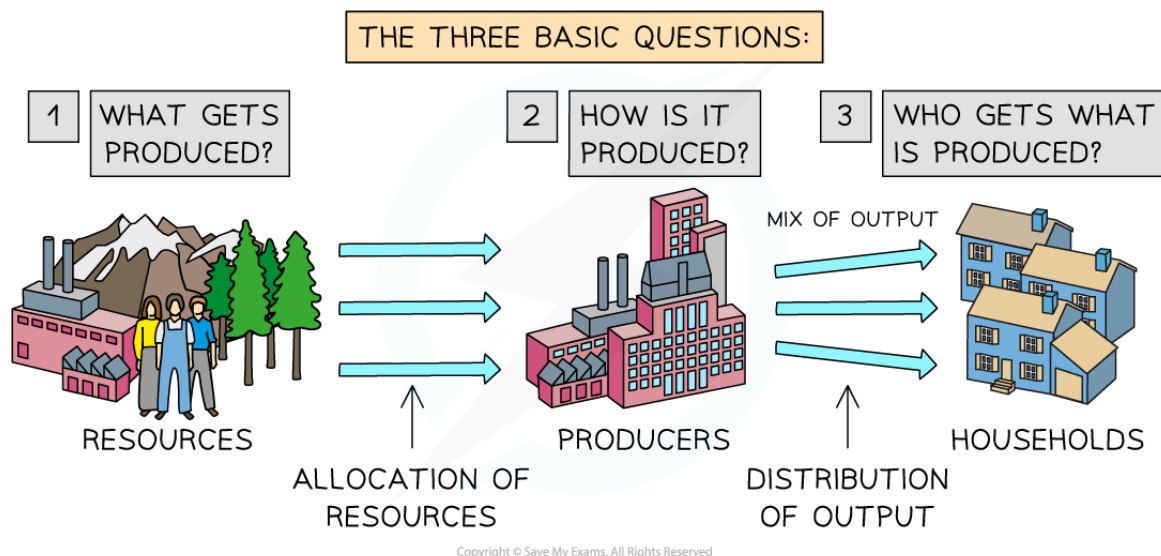 THE THREE BASIC QUESTIONS:
1
WHAT GETS
PRODUCED?
2
HOW IS IT
PRODUCED?
3
WHO GETS WHAT
IS PRODUCED?
MIX OF OUTPUT
RESOURCES
ALLOCATION OF
RESOURCES
PRODUCERS
DISTRIBUTION
OF OUTPUT
HOUSEHOLDS
Copyright © Save My Exams. All Rights Reserved